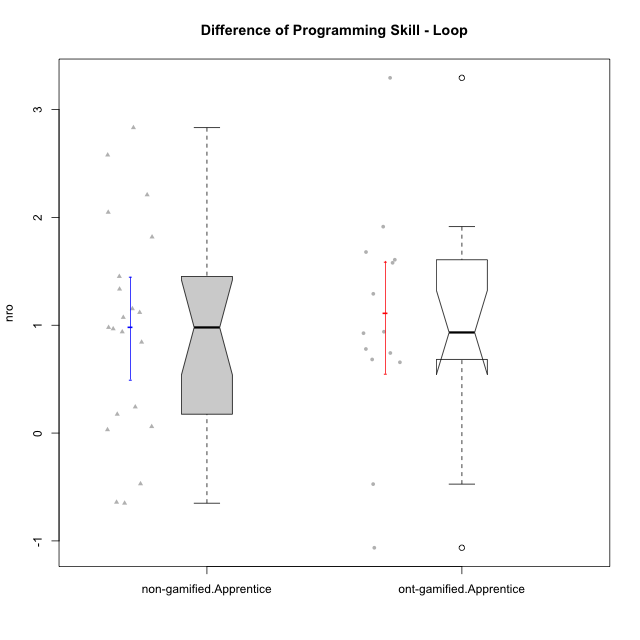 Difference of Programming Skill - Loop
nro
3
2
1
0
-1
non-gamified.Apprentice
ont-gamified.Apprentice